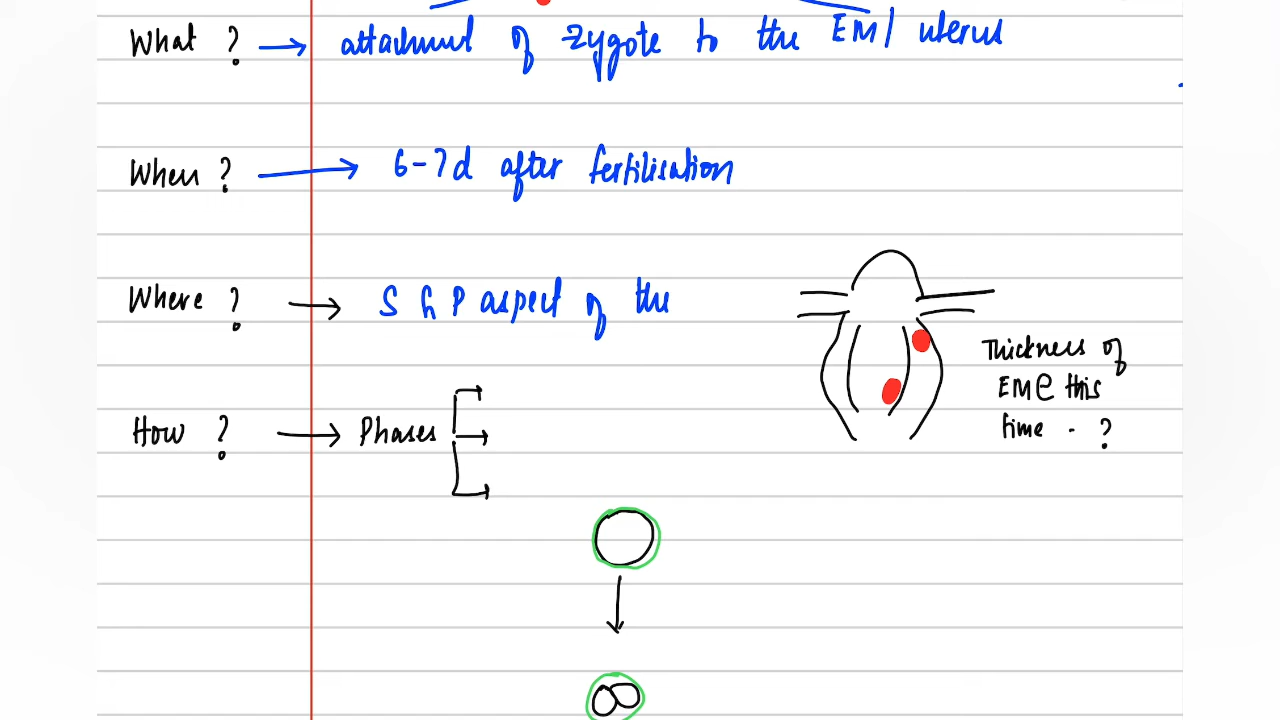 What ? → attachment of zygote to the EM/ uterus
When ? → 6-7d after fertilisation
Where ? → S & P aspect of the
Thickness of
EM@ this
time - ?
How ? → Phases